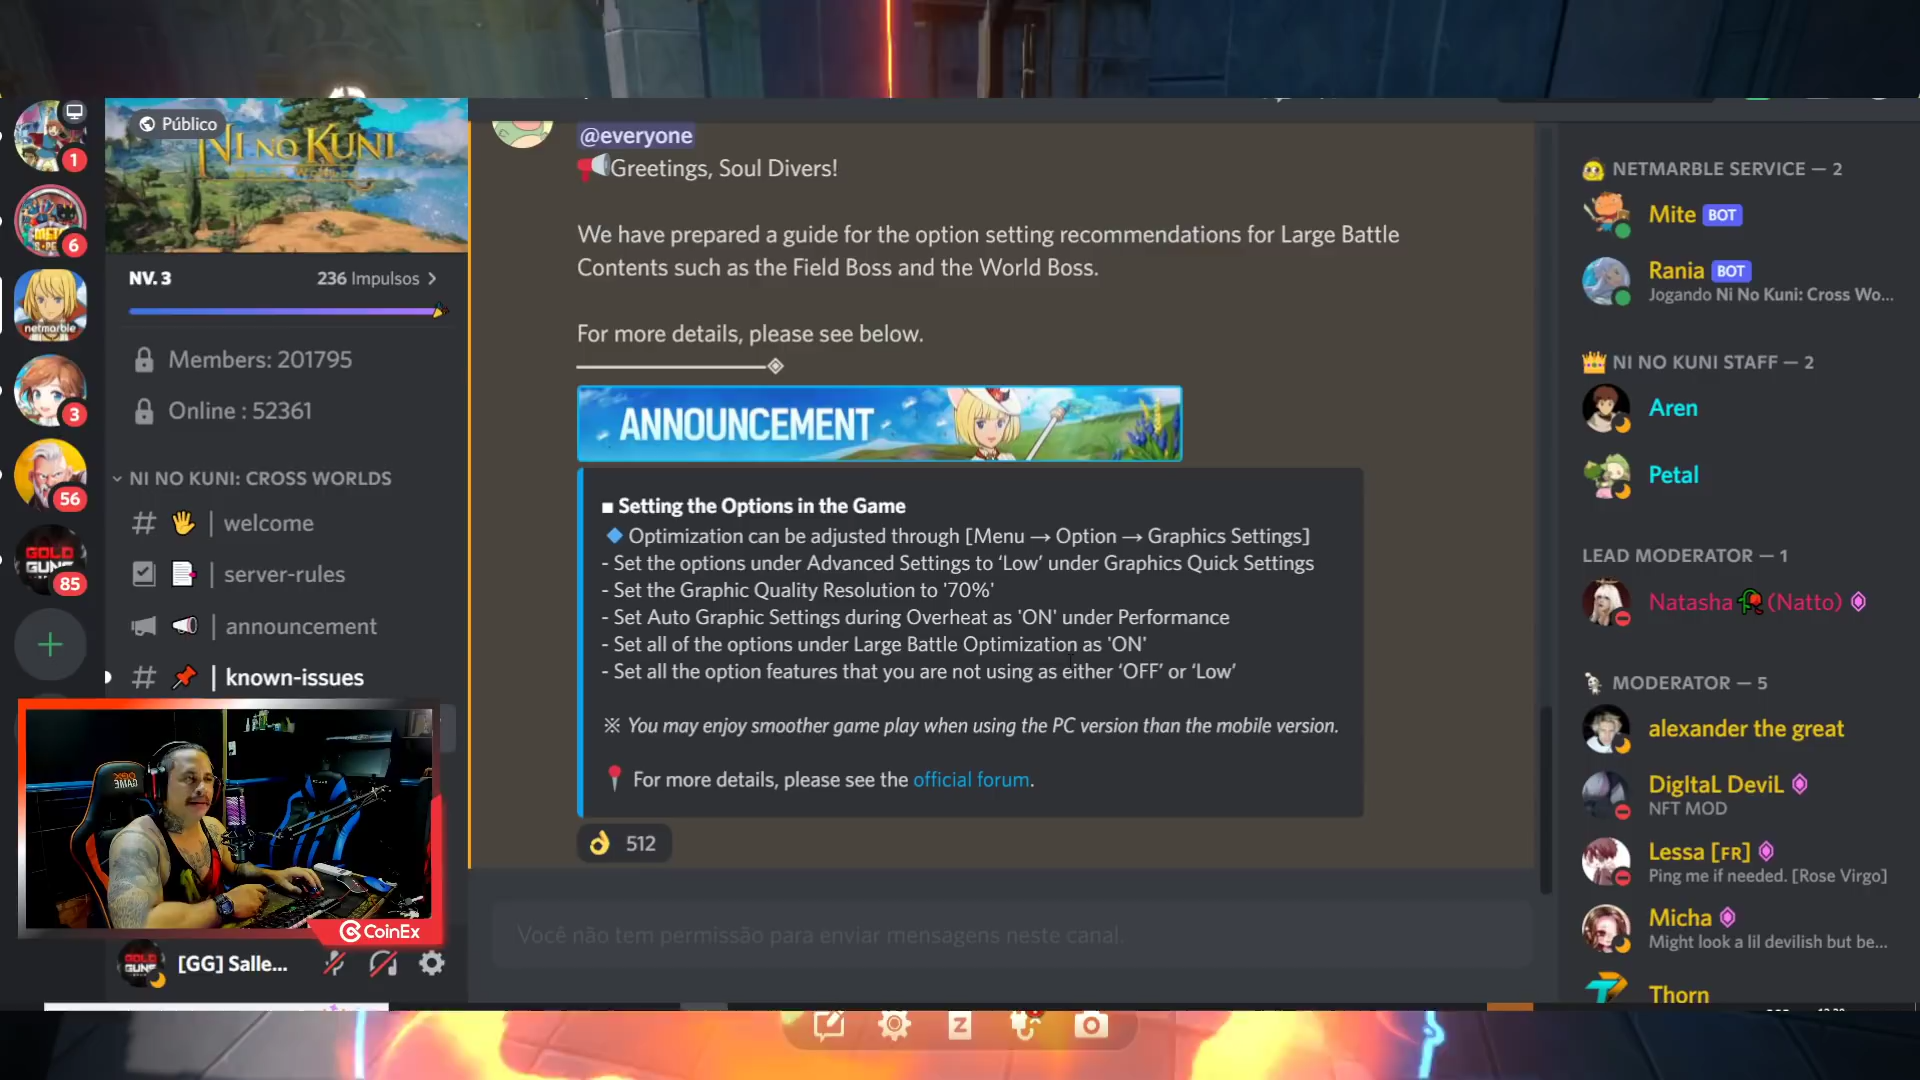 Público
NI NO KUNI
netmarble
1
6
3
56
GOLD
GUNS
85
NV. 3
236 Impulsos
Members: 201795
Online : 52361
NI NO KUNI: CROSS WORLDS
# | welcome
| server-rules
| announcement
# | known-issues
CoinEx
[GG] Salle...
@everyone
Greetings, Soul Divers!
We have prepared a guide for the option setting recommendations for Large Battle
Contents such as the Field Boss and the World Boss.
For more details, please see below.
ANNOUNCEMENT
■ Setting the Options in the Game
🔷 Optimization can be adjusted through [Menu → Option → Graphics Settings]
- Set the options under Advanced Settings to ‘Low’ under Graphics Quick Settings
- Set the Graphic Quality Resolution to '70%'
- Set Auto Graphic Settings during Overheat as 'ON' under Performance
- Set all of the options under Large Battle Optimization as 'ON'
- Set all the option features that you are not using as either ‘OFF’ or ‘Low’
※ You may enjoy smoother game play when using the PC version than the mobile version.
📍 For more details, please see the official forum.
👌 512
Você não tem permissão para enviar mensagens neste canal.
NETMARBLE SERVICE — 2
Mite BOT
Rania BOT
Jogando Ni No Kuni: Cross Wo...
NI NO KUNI STAFF — 2
Aren
Petal
LEAD MODERATOR — 1
Natasha🥀(Natto)
MODERATOR — 5
alexander the great
DigItaL DeviL
NFT MOD
Lessa [FR]
Ping me if needed. [Rose Virgo]
Micha
Might look a lil devilish but be...
Thorn